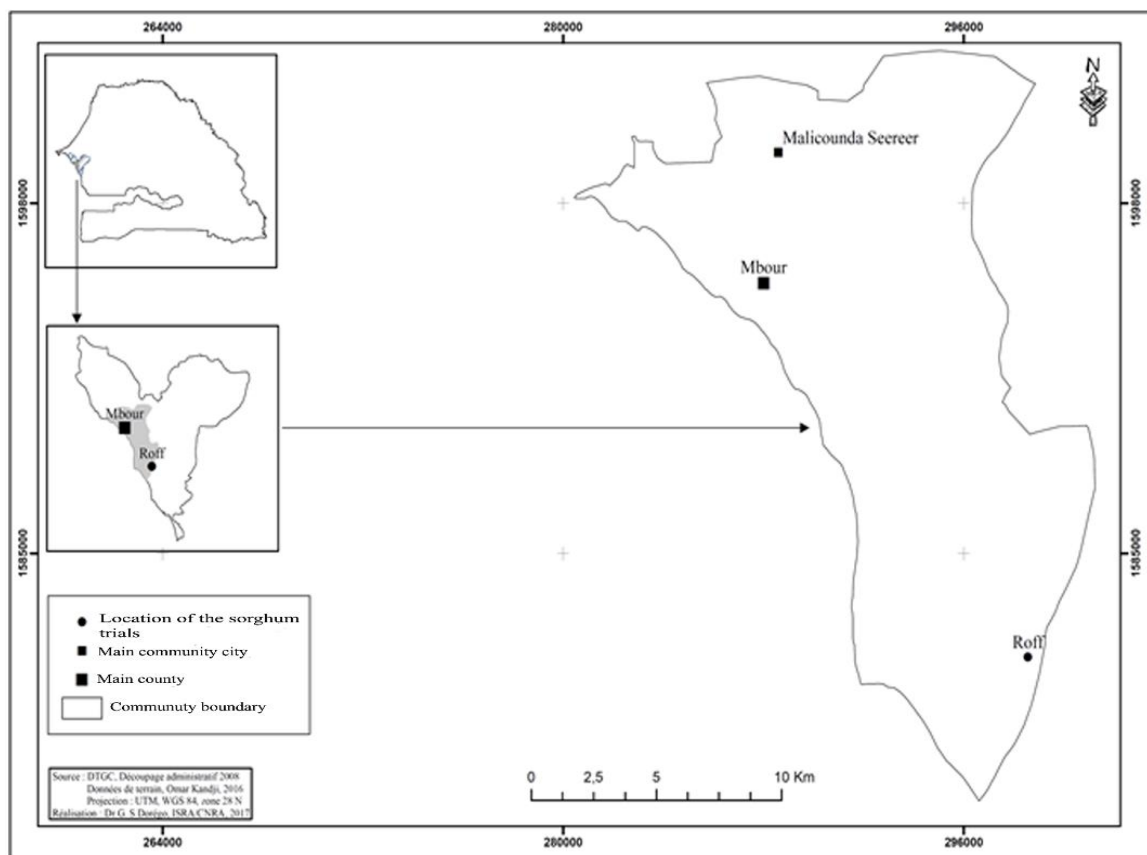 264000
280000
296000
N
Malicounda Seereer
1598000
1598000
Mbour
Mbour
Roff
1585000
1585000
Location of the sorghum
trials
Main community city
Main county
Communuty boundary
Roff
Source : DTGC, Découpage administratif 2008
Données de terrain, Omar Kandji, 2016
Projection : UTM, WGS 84, zone 28 N
Réalisation : Dr G. S Dorégo, ISRA/CNRA, 2017
0 2,5 5 10 Km
264000
280000
296000